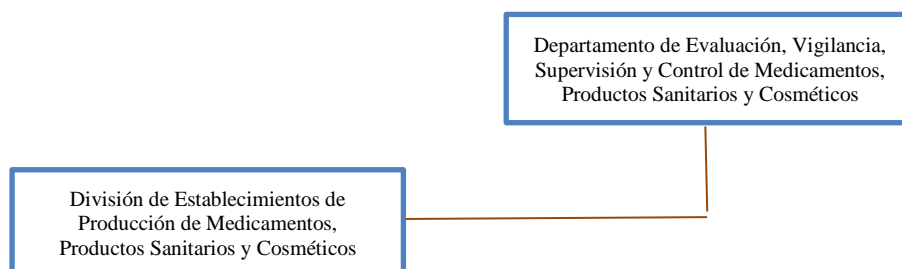 Departamento de Evaluación, Vigilancia,
Supervisión y Control de Medicamentos,
Productos Sanitarios y Cosméticos
División de Establecimientos de
Producción de Medicamentos,
Productos Sanitarios y Cosméticos